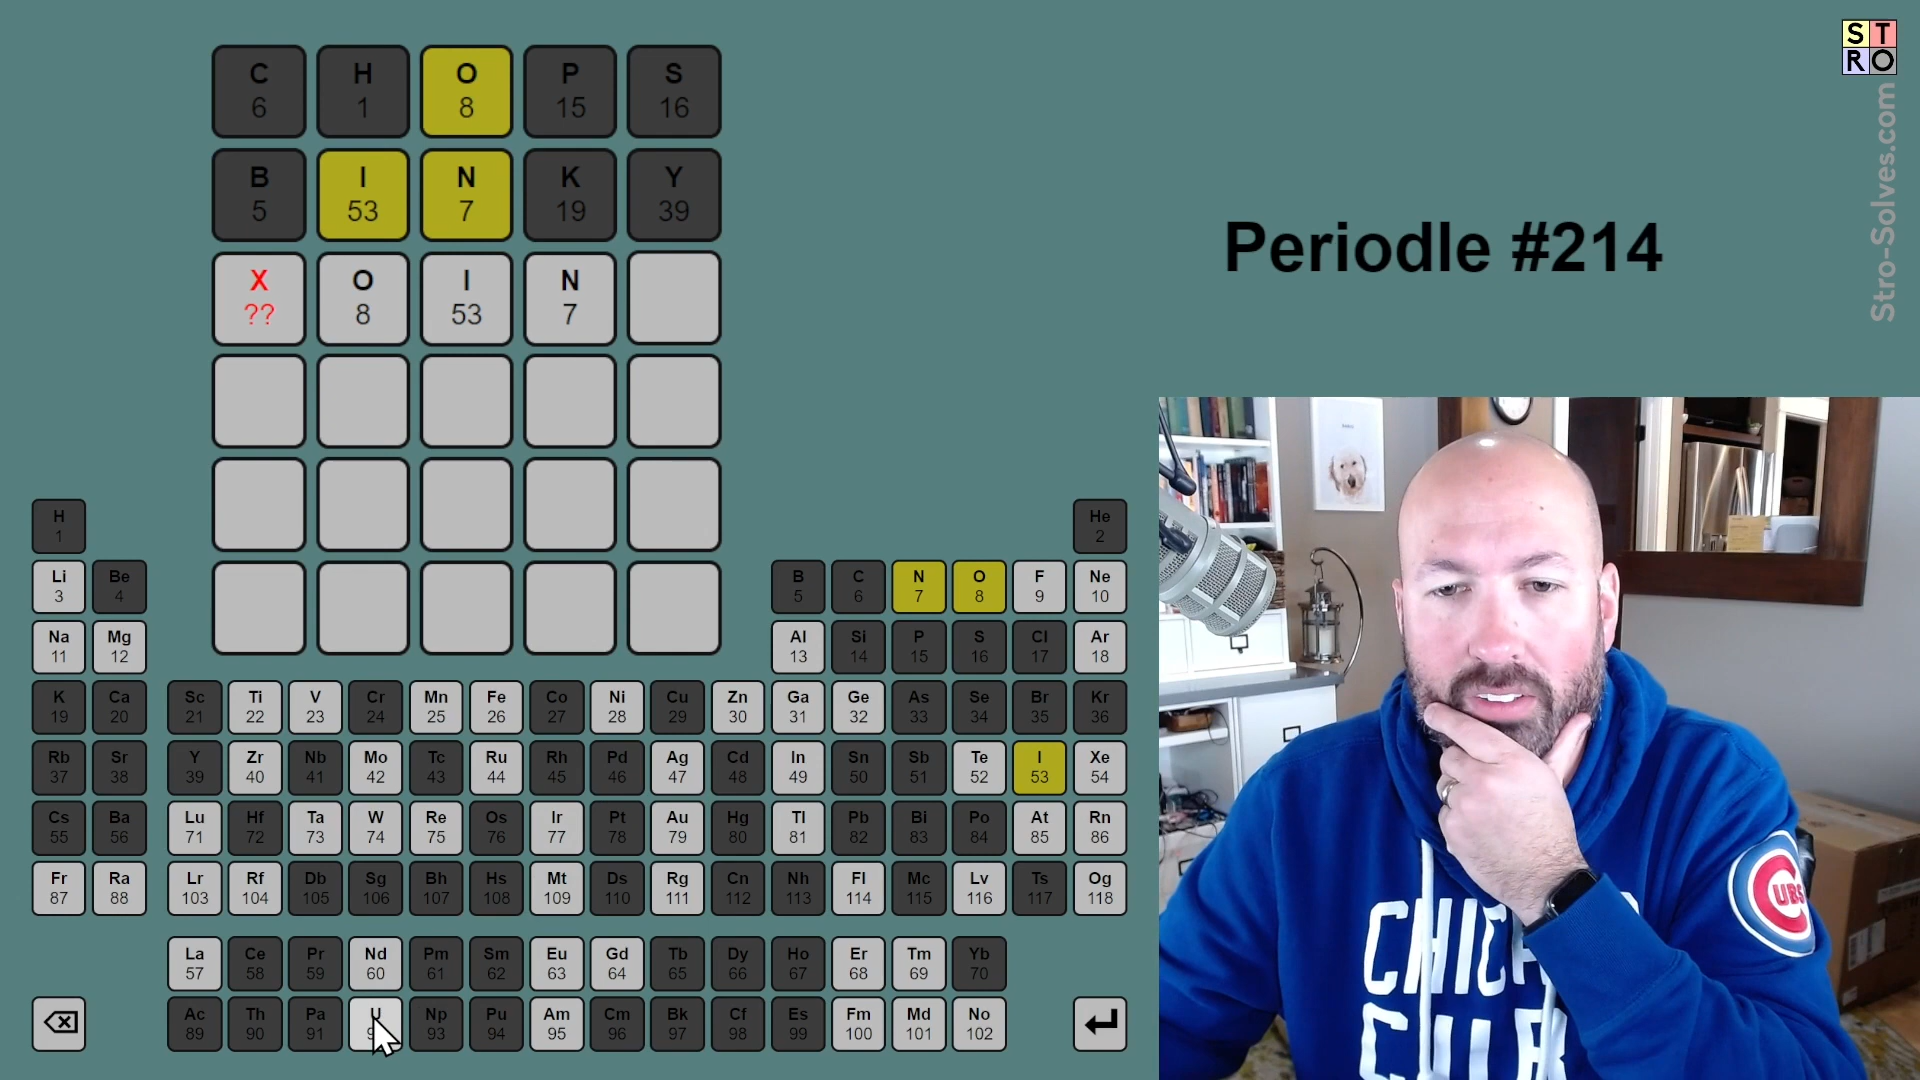 C H O P S
6 1 8 15 16
B I N K Y
5 53 7 19 39
X O I N
?? 8 53 7
Periodle #214
S T
R O
Stro-Solves.com
H He
1 2
Li Be B C N O F Ne
3 4 5 6 7 8 9 10
Na Mg Al Si P S Cl Ar
11 12 13 14 15 16 17 18
K Ca Sc Ti V Cr Mn Fe Co Ni Cu Zn Ga Ge As Se Br Kr
19 20 21 22 23 24 25 26 27 28 29 30 31 32 33 34 35 36
Rb Sr Y Zr Nb Mo Tc Ru Rh Pd Ag Cd In Sn Sb Te I Xe
37 38 39 40 41 42 43 44 45 46 47 48 49 50 51 52 53 54
Cs Ba Lu Hf Ta W Re Os Ir Pt Au Hg Tl Pb Bi Po At Rn
55 56 71 72 73 74 75 76 77 78 79 80 81 82 83 84 85 86
Fr Ra Lr Rf Db Sg Bh Hs Mt Ds Rg Cn Nh Fl Mc Lv Ts Og
87 88 103 104 105 106 107 108 109 110 111 112 113 114 115 116 117 118
La Ce Pr Nd Pm Sm Eu Gd Tb Dy Ho Er Tm Yb
57 58 59 60 61 62 63 64 65 66 67 68 69 70
Ac Th Pa U Np Pu Am Cm Bk Cf Es Fm Md No
89 90 91 9 93 94 95 96 97 98 99 100 101 102
CUBS